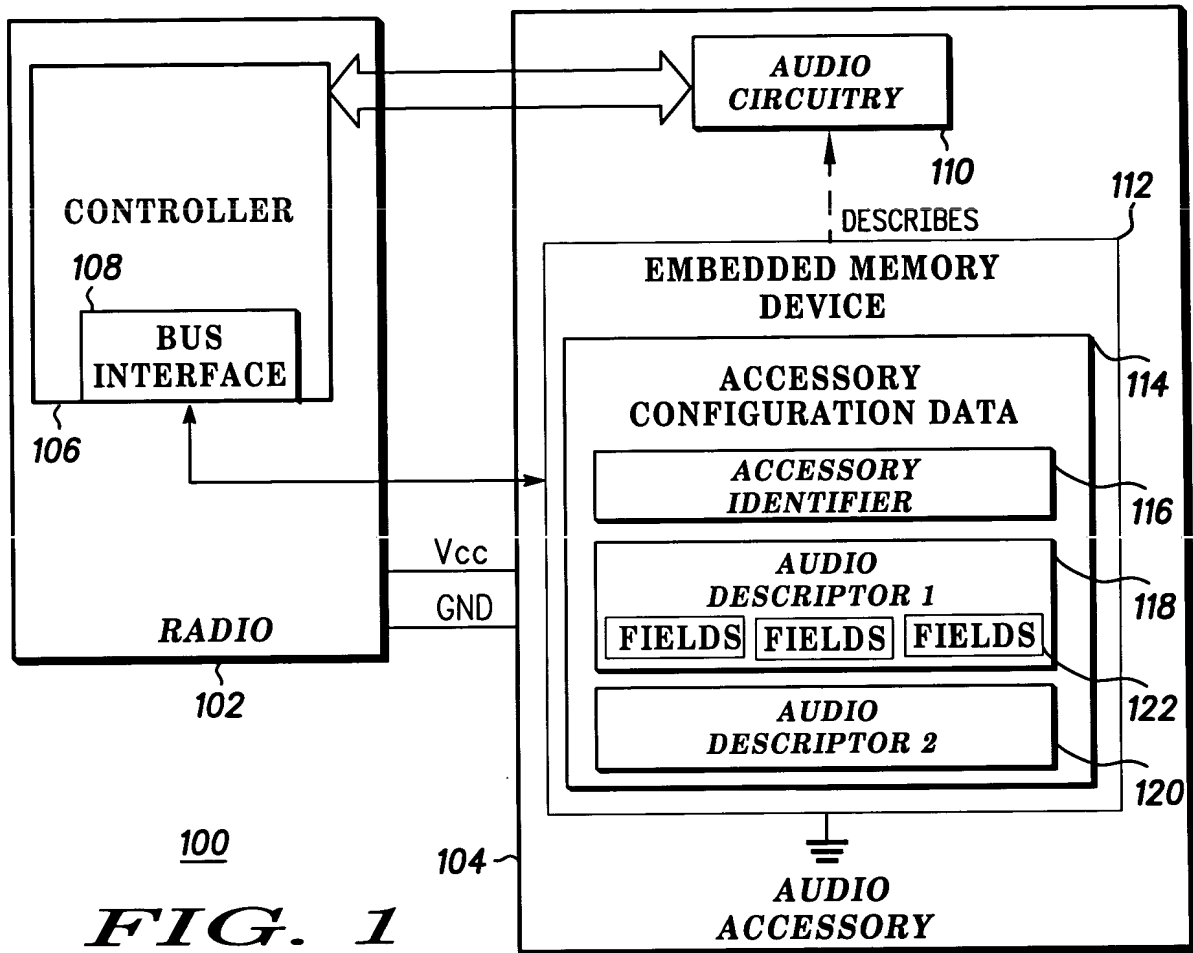 AUDIO
CIRCUITRY
110
CONTROLLER
112
DESCRIBES
108
BUS
INTERFACE
106
EMBEDDED MEMORY
DEVICE
114
ACCESSORY
CONFIGURATION DATA
ACCESSORY
IDENTIFIER
116
Vcc
GND
AUDIO
DESCRIPTOR 1
118
FIELDS FIELDS FIELDS
122
RADIO
102
AUDIO
DESCRIPTOR 2
120
100
104
AUDIO
ACCESSORY
FIG. 1